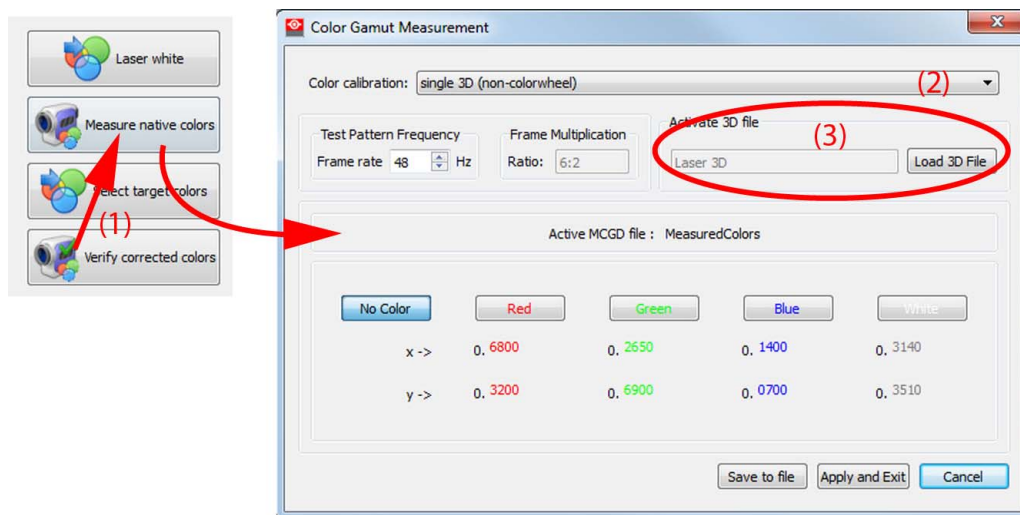 Laser white
Measure native colors
Select target colors
(1)
Verify corrected colors
Color Gamut Measurement
Color calibration: single 3D (non-colorwheel)
(2)
Test Pattern Frequency
Frame rate 48 Hz
Frame Multiplication
Ratio: 6:2
Activate 3D file
(3)
Laser 3D
Load 3D File
Active MCGD file : MeasuredColors
No Color Red Green Blue White
x -> 0. 6800 0. 2650 0. 1400 0. 3140
y -> 0. 3200 0. 6900 0. 0700 0. 3510
Save to file Apply and Exit Cancel